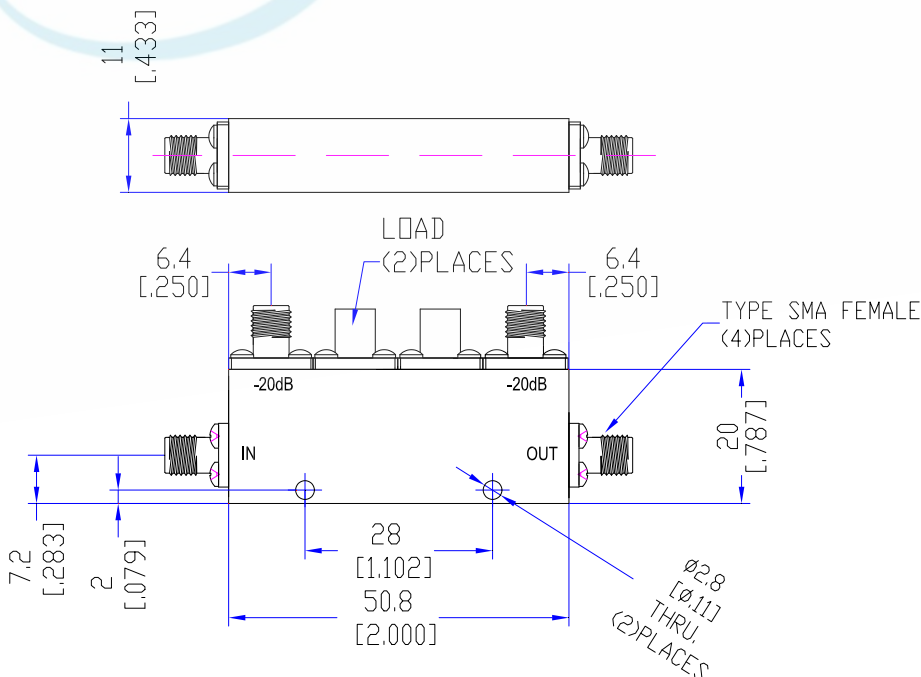 11
[.433]
LOAD
(2)PLACES
6.4
[.250]
6.4
[.250]
TYPE SMA FEMALE
(4)PLACES
-20dB
-20dB
IN
OUT
20
[.787]
7.2
[.283]
2
[.079]
28
[1.102]
50.8
[2.000]
ø2.8
[ø.11]
THRU.
(2)PLACES